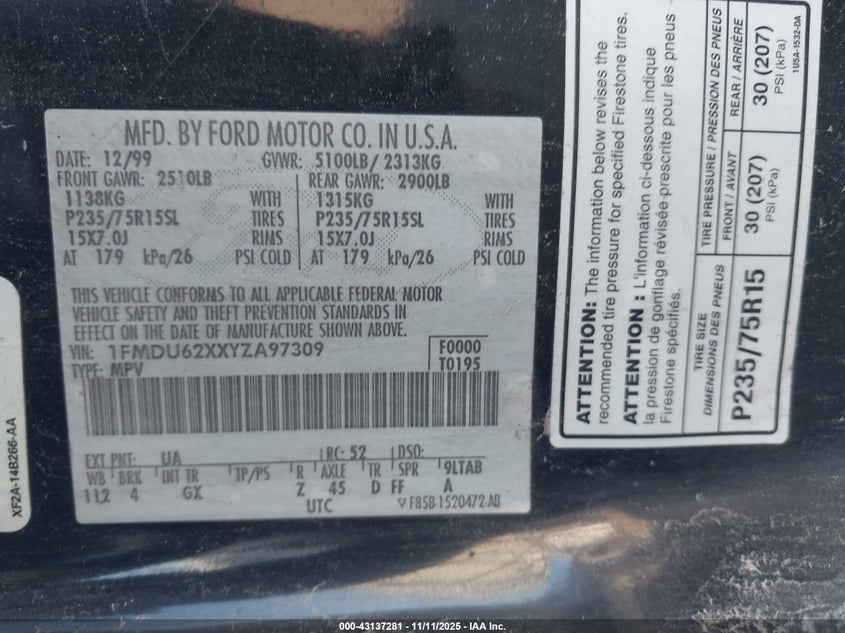 MFD. BY FORD MOTOR CO. IN U.S.A.
DATE: 12/99 GVWR: 5100LB/ 2313KG
FRONT GAWR: 2510LB REAR GAWR: 2900LB
1138KG WITH 1315KG WITH
P235/75R15SL TIRES P235/75R15SL TIRES
15X7.0J RIMS 15X7.0J RIMS
AT 179 kPa/26 PSI COLD AT 179 kPa/26 PSI COLD
THIS VEHICLE CONFORMS TO ALL APPLICABLE FEDERAL MOTOR
VEHICLE SAFETY AND THEFT PREVENTION STANDARDS IN
EFFECT ON THE DATE OF MANUFACTURE SHOWN ABOVE.
VIN: 1FMDU62XXYZA97309 F0000
TYPE: MPV T0195
EXT PNT: UA RC: 52 DSO:
WB BRK INT TR TP/PS R AXLE TR SPR 9LTAB
112 4 GX Z 45 D FF A
UTC ▽F85B-1520472-AB
XF2A-14B266-AA
ATTENTION: The information below revises the
recommended tire pressure for specified Firestone tires.
ATTENTION : L'information ci-dessous indique
la pression de gonflage révisée prescrite pour les pneus
Firestone spécifiés.
TIRE SIZE TIRE PRESSURE / PRESSION DES PNEUS
DIMENSIONS DES PNEUS FRONT / AVANT REAR / ARRIÈRE
P235/75R15 30 (207) 30 (207)
PSI (kPa) PSI (kPa)
1U5A-1532-DA
000-43137281 - 11/11/2025 - IAA Inc.